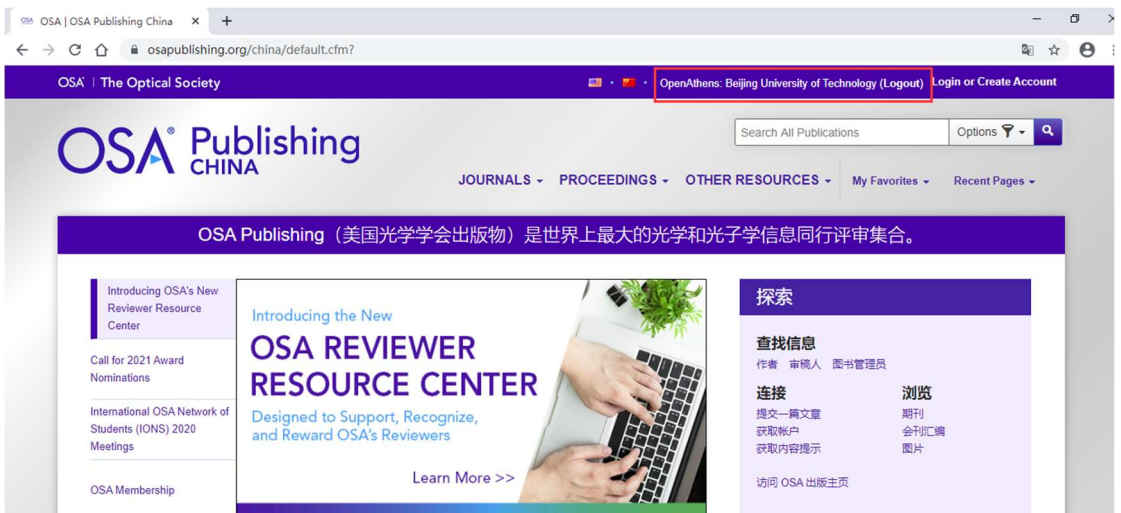 OSA | OSA Publishing China
osapublishing.org/china/default.cfm?
OSA | The Optical Society
OpenAthens: Beijing University of Technology (Logout)
Login or Create Account
OSA® Publishing
CHINA
Search All Publications
Options
JOURNALS
PROCEEDINGS
OTHER RESOURCES
My Favorites
Recent Pages
OSA Publishing（美国光学学会出版物）是世界上最大的光学和光子学信息同行评审集合。
Introducing OSA's New
Reviewer Resource
Center
Call for 2021 Award
Nominations
International OSA Network of
Students (IONS) 2020
Meetings
OSA Membership
Introducing the New
OSA REVIEWER
RESOURCE CENTER
Designed to Support, Recognize,
and Reward OSA's Reviewers
Learn More >>
探索
查找信息
作者 审稿人 图书管理员
连接
提交一篇文章
获取帐户
获取内容提示
浏览
期刊
会刊汇编
图片
访问 OSA 出版主页